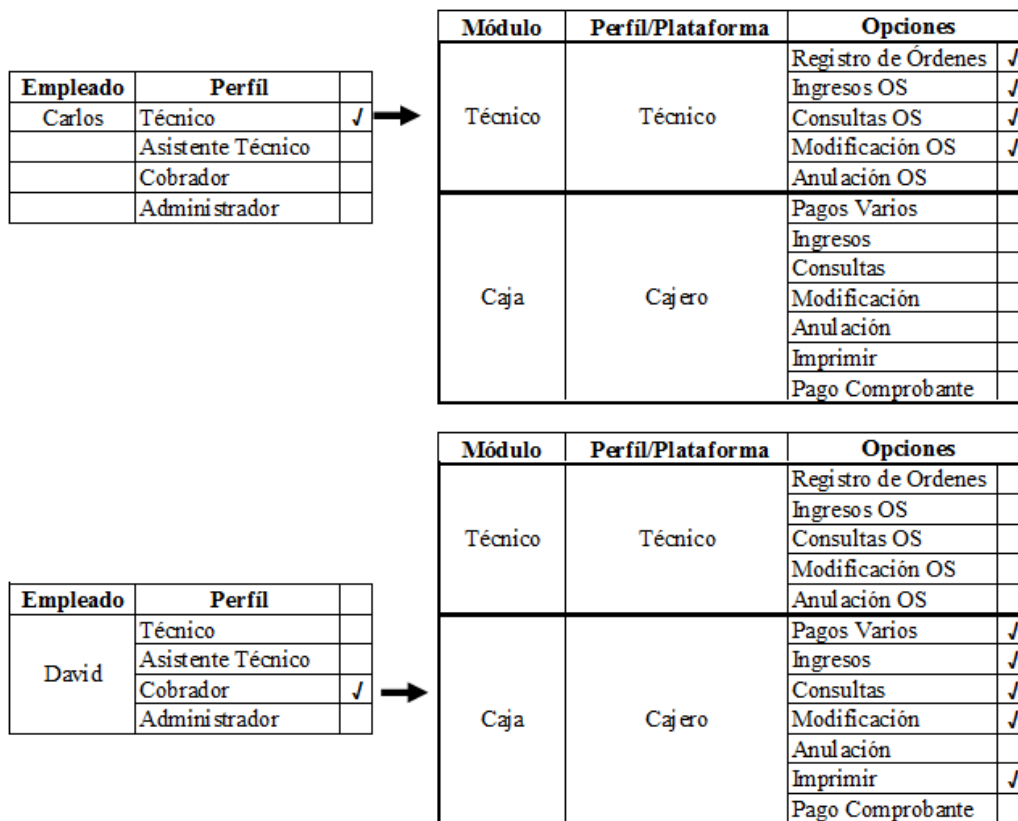 Módulo Perfíl/Plataforma Opciones
Registro de Órdenes √
Empleado Perfíl Ingresos OS √
Carlos Técnico √ Técnico Técnico Consultas OS √
Asistente Técnico Modificación OS √
Cobrador Anulación OS
Administrador Pagos Varios
Ingresos
Consultas
Caja Cajero Modificación
Anulación
Imprimir
Pago Comprobante
Módulo Perfíl/Plataforma Opciones
Registro de Ordenes
Ingresos OS
Técnico Técnico Consultas OS
Modificación OS
Empleado Perfíl Anulación OS
Técnico Pagos Varios √
David Asistente Técnico Ingresos √
Cobrador √ Consultas √
Administrador Caja Cajero Modificación √
Anulación
Imprimir √
Pago Comprobante